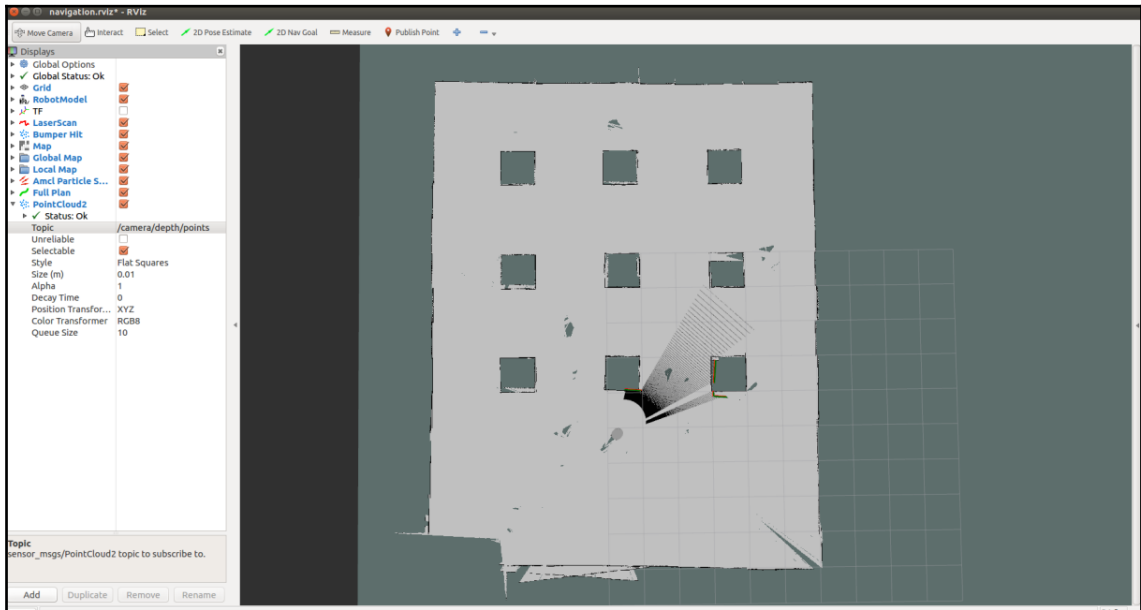 navigation.rviz* - RViz
Move Camera Interact Select 2D Pose Estimate 2D Nav Goal Measure Publish Point
Displays
Global Options
Global Status: Ok
Grid
RobotModel
TF
LaserScan
Bumper Hit
Map
Global Map
Local Map
Amcl Particle S...
Full Plan
PointCloud2
Status: Ok
Topic /camera/depth/points
Unreliable
Selectable
Style Flat Squares
Size (m) 0.01
Alpha 1
Decay Time 0
Position Transfor... XYZ
Color Transformer RGB8
Queue Size 10
Topic
sensor_msgs/PointCloud2 topic to subscribe to.
Add Duplicate Remove Rename